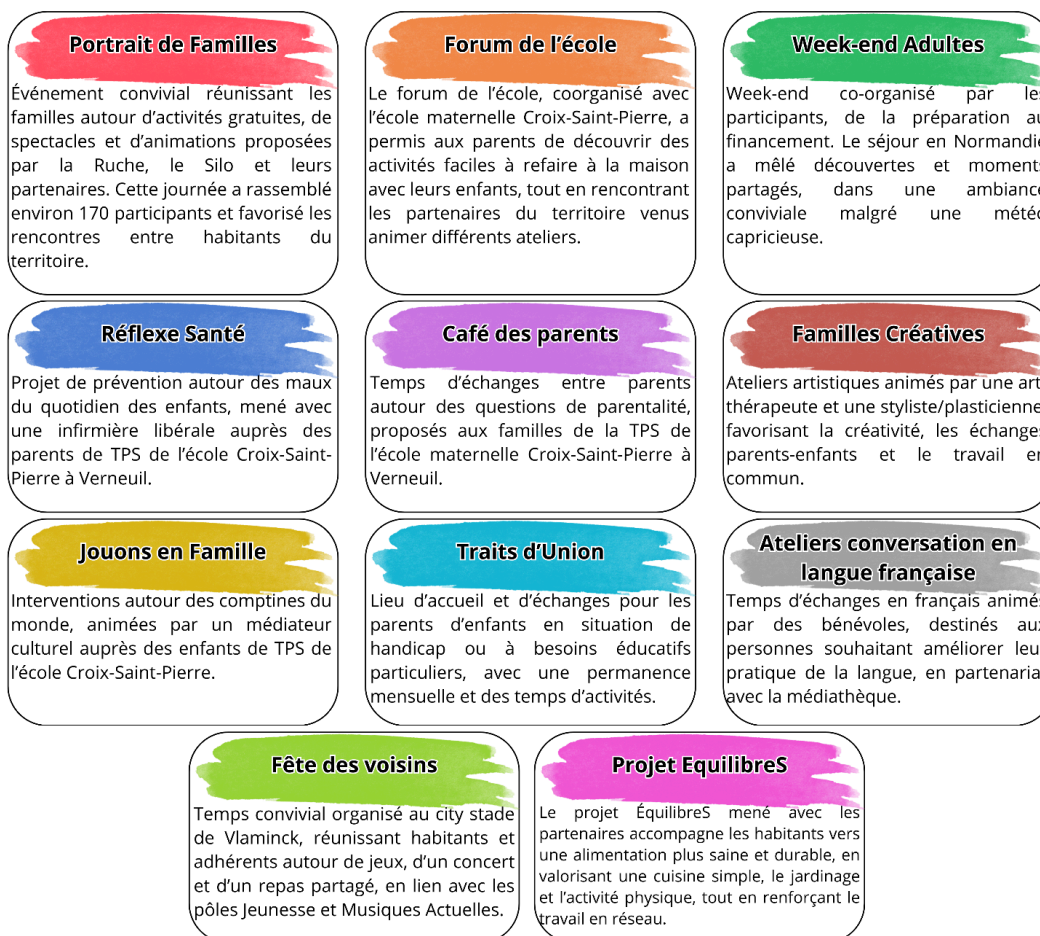 Portrait de Familles
Événement convivial réunissant les
familles autour d'activités gratuites, de
spectacles et d'animations proposées
par la Ruche, le Silo et leurs
partenaires. Cette journée a rassemblé
environ 170 participants et favorisé les
rencontres entre habitants du
territoire.
Forum de l'école
Le forum de l'école, coorganisé avec
l'école maternelle Croix-Saint-Pierre, a
permis aux parents de découvrir des
activités faciles à refaire à la maison
avec leurs enfants, tout en rencontrant
les partenaires du territoire venus
animer différents ateliers.
Week-end Adultes
Week-end co-organisé par les
participants, de la préparation au
financement. Le séjour en Normandie
a mêlé découvertes et moments
partagés, dans une ambiance
conviviale malgré une météo
capricieuse.
Réflexe Santé
Projet de prévention autour des maux
du quotidien des enfants, mené avec
une infirmière libérale auprès des
parents de TPS de l'école Croix-Saint-
Pierre à Verneuil.
Café des parents
Temps d'échanges entre parents
autour des questions de parentalité,
proposés aux familles de la TPS de
l'école maternelle Croix-Saint-Pierre à
Verneuil.
Familles Créatives
Ateliers artistiques animés par une art
thérapeute et une styliste/plasticienne
favorisant la créativité, les échanges
parents-enfants et le travail en
commun.
Jouons en Famille
Interventions autour des comptines du
monde, animées par un médiateur
culturel auprès des enfants de TPS de
l'école Croix-Saint-Pierre.
Traits d'Union
Lieu d'accueil et d'échanges pour les
parents d'enfants en situation de
handicap ou à besoins éducatifs
particuliers, avec une permanence
mensuelle et des temps d'activités.
Ateliers conversation en
langue française
Temps d'échanges en français animés
par des bénévoles, destinés aux
personnes souhaitant améliorer leu
pratique de la langue, en partenaria
avec la médiathèque.
Fête des voisins
Temps convivial organisé au city stade
de Vlaminck, réunissant habitants et
adhérents autour de jeux, d'un concert
et d'un repas partagé, en lien avec les
pôles Jeunesse et Musiques Actuelles.
Projet EquilibreS
Le projet ÉquilibreS mené avec les
partenaires accompagne les habitants vers
une alimentation plus saine et durable, en
valorisant une cuisine simple, le jardinage
et l'activité physique, tout en renforçant le
travail en réseau.